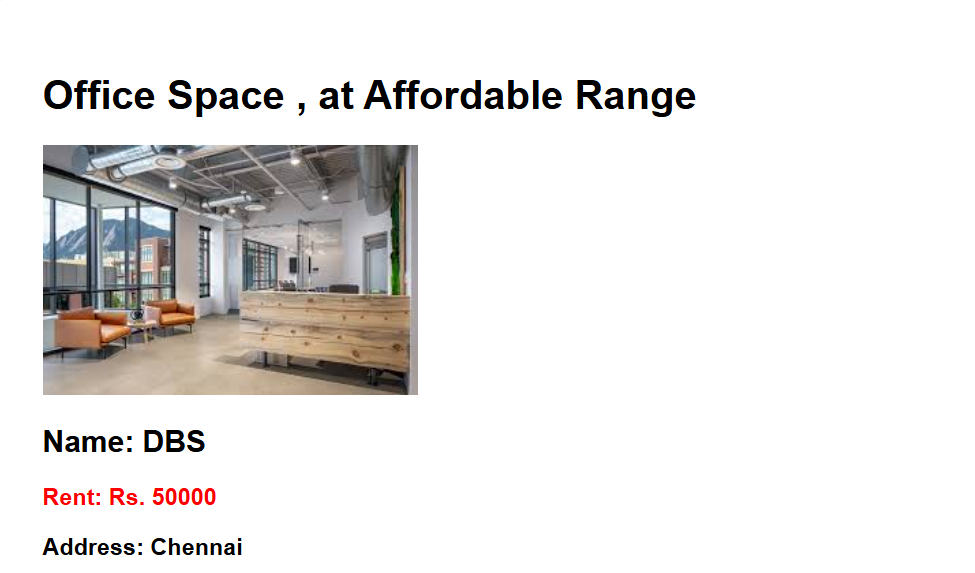 Office Space , at Affordable Range
Name: DBS
Rent: Rs. 50000
Address: Chennai